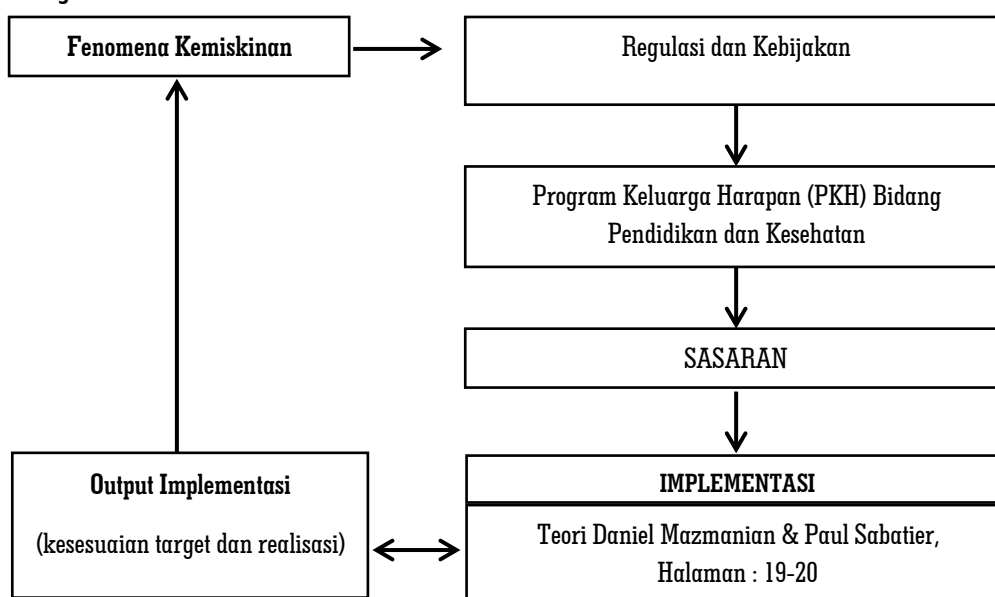 Fenomena Kemiskinan
Regulasi dan Kebijakan
Program Keluarga Harapan (PKH) Bidang
Pendidikan dan Kesehatan
SASARAN
IMPLEMENTASI
Teori Daniel Mazmanian & Paul Sabatier,
Halaman : 19-20
Output Implementasi
(kesesuaian target dan realisasi)